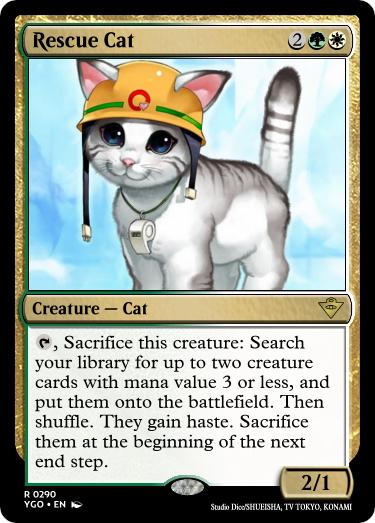 Rescue Cat 2
Creature — Cat
, Sacrifice this creature: Search
your library for up to two creature
cards with mana value 3 or less, and
put them onto the battlefield. Then
shuffle. They gain haste. Sacrifice
them at the beginning of the next
end step.
2/1
R 0290
YGO • EN
Studio Dice/SHUEISHA, TV TOKYO, KONAMI